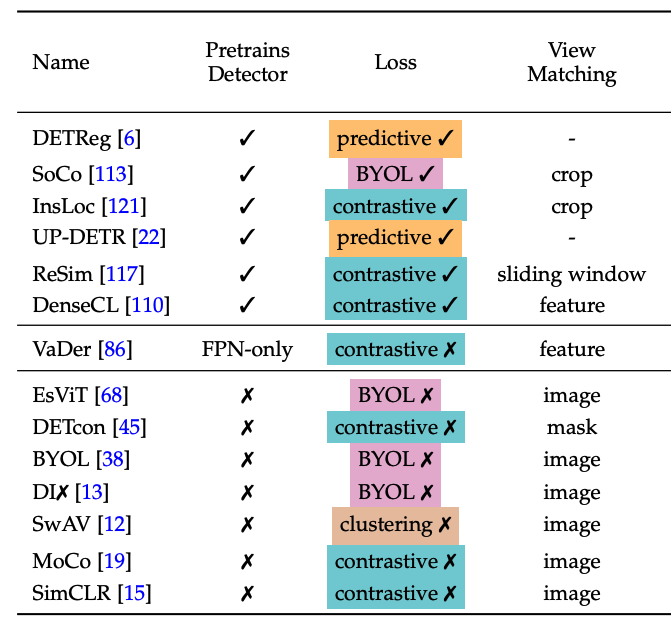 Name Pretrains Detector Loss View Matching
DETReg [6] ✓ predictive ✓ -
SoCo [113] ✓ BYOL ✓ crop
InsLoc [121] ✓ contrastive ✓ crop
UP-DETR [22] ✓ predictive ✓ -
ReSim [117] ✓ contrastive ✓ sliding window
DenseCL [110] ✓ contrastive ✓ feature
VaDer [86] FPN-only contrastive ✗ feature
EsViT [68] ✗ BYOL ✗ image
DETcon [45] ✗ contrastive ✗ mask
BYOL [38] ✗ BYOL ✗ image
DI✗ [13] ✗ BYOL ✗ image
SwAV [12] ✗ clustering ✗ image
MoCo [19] ✗ contrastive ✗ image
SimCLR [15] ✗ contrastive ✗ image